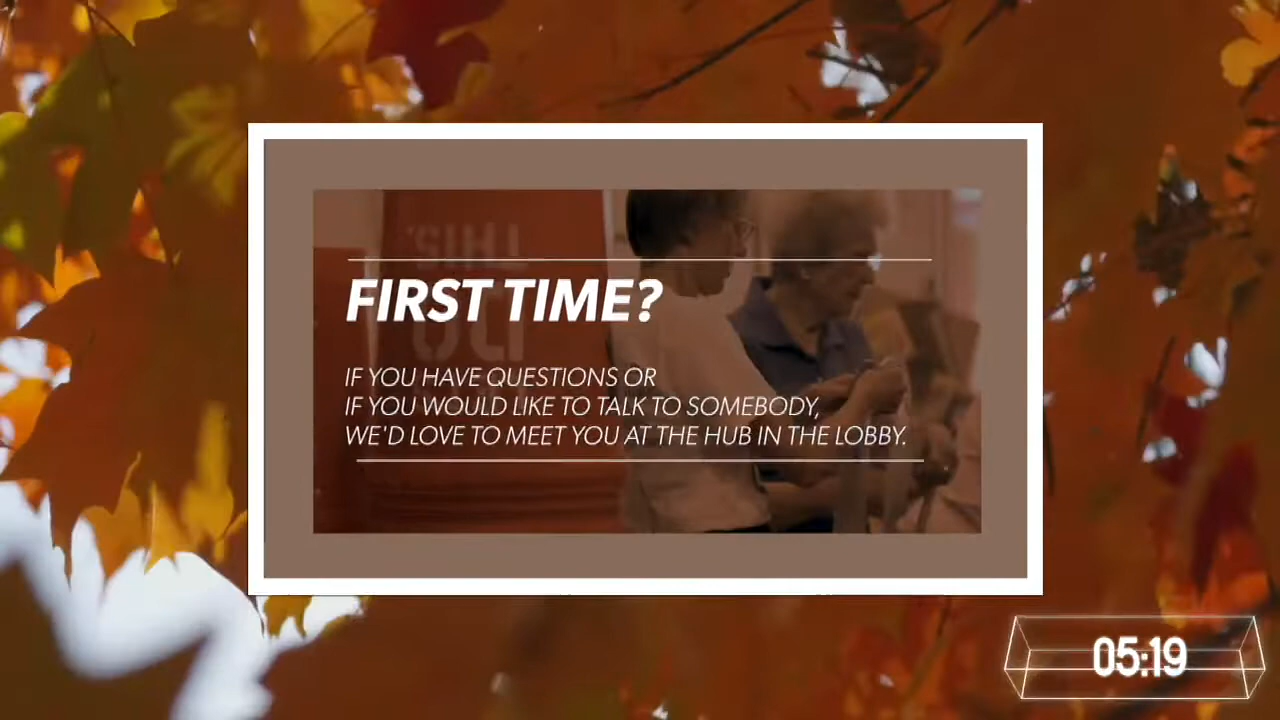 FIRST TIME?
IF YOU HAVE QUESTIONS OR
IF YOU WOULD LIKE TO TALK TO SOMEBODY,
WE'D LOVE TO MEET YOU AT THE HUB IN THE LOBBY.
05:19